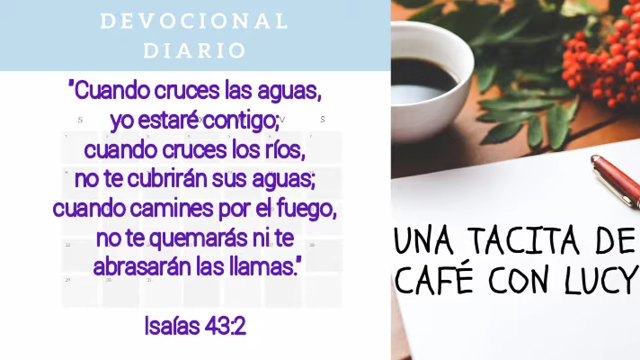 DEVOCIONAL
DIARIO
"Cuando cruces las aguas,
yo estaré contigo;
cuando cruces los ríos,
no te cubrirán sus aguas;
cuando camines por el fuego,
no te quemarás ni te
abrasarán las llamas."
Isaías 43:2
UNA TACITA DE
CAFÉ CON LUCY